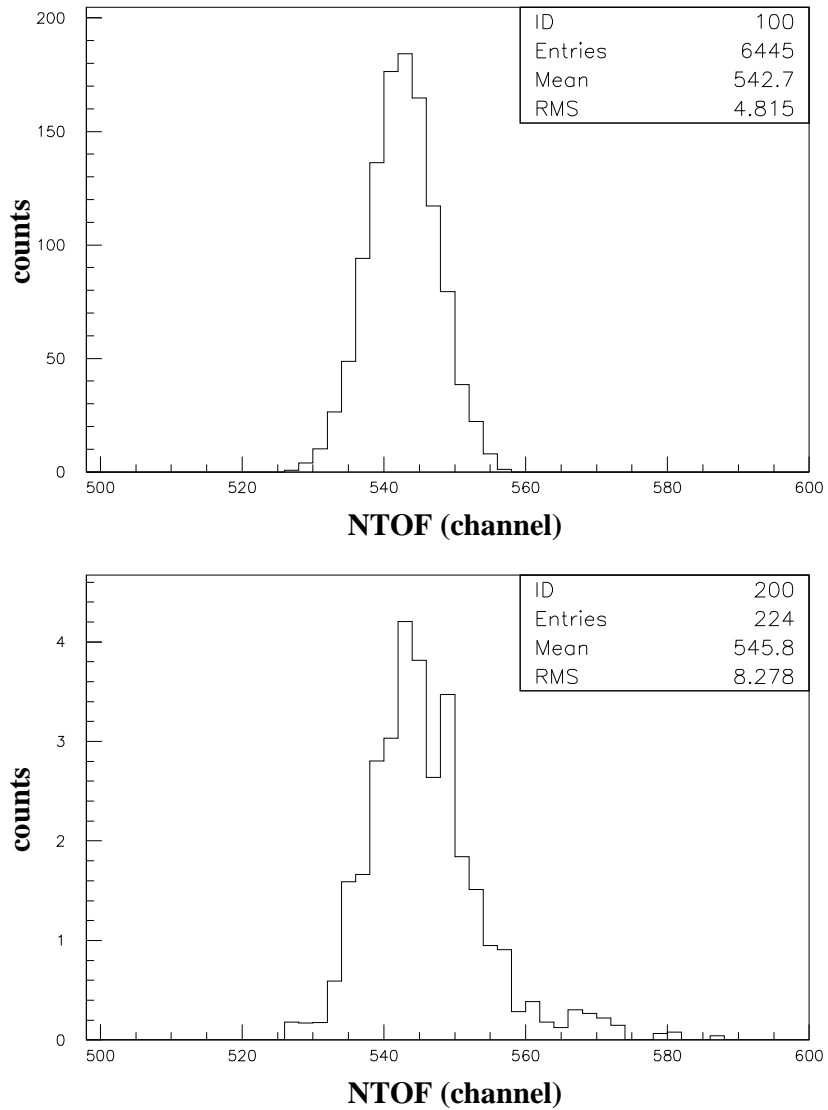 200
150
100
50
0
counts
ID 100
Entries 6445
Mean 542.7
RMS 4.815
500 520 540 560 580 600
NTOF (channel)
4
3
2
1
0
counts
ID 200
Entries 224
Mean 545.8
RMS 8.278
500 520 540 560 580 600
NTOF (channel)